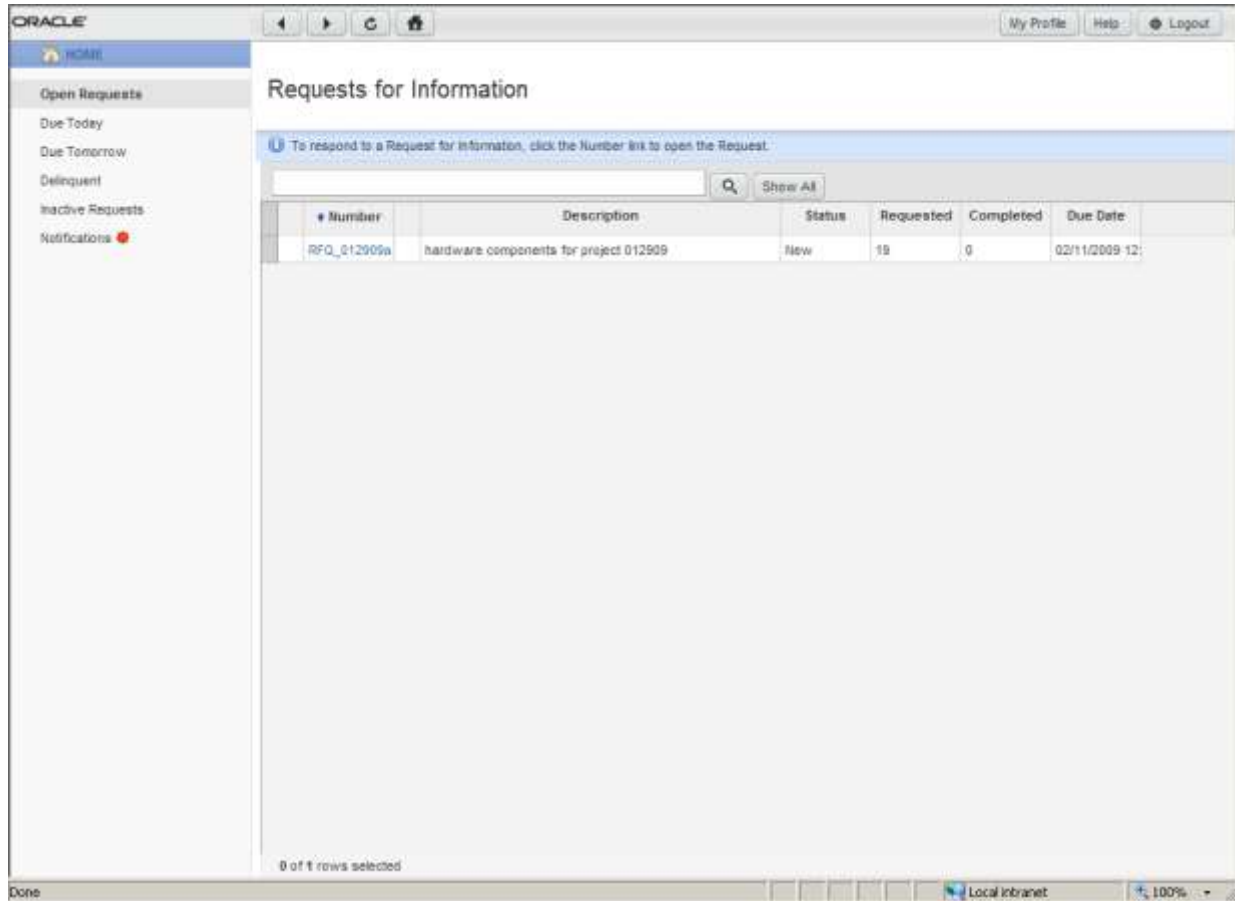 ORACLE
My Profile Help Logout
HOME
Open Requests
Due Today
Due Tomorrow
Delinquent
Inactive Requests
Notifications
Requests for Information
To respond to a Request for Information, click the Number link to open the Request.
Show All
Number Description Status Requested Completed Due Date
RFQ_012909a hardware components for project 012909 New 19 0 02/11/2009 12:
0 of 1 rows selected
Done Local intranet 100%